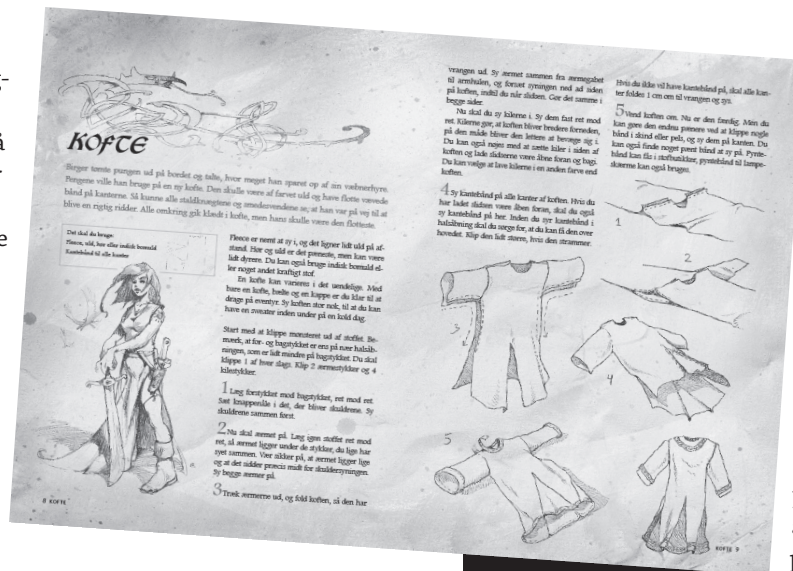 KOFTE
Birger tømte pungen ud på bordet og talte, hvor meget han sparet op af sin væbnerhyre.
Pengene ville han bruge på en ny kofte. Den skulle være af farvet uld og have flotte vævede
bånd på kanterne. Så kunne alle staldknægtene og smedesvendene se, at han var på vej til at
blive en rigtig ridder. Alle omkring gik klædt i kofte, men hans skulle være den flotteste.
Det skal du bruge:
Fleece, uld, hør eller indisk bomuld
Kantebånd til alle kanter
Fleece er nemt at sy i, og det ligner lidt uld på af-
stand. Hør og uld er det pæneste, men kan være
lidt dyrere. Du kan også bruge indisk bomuld el-
ler noget andet kraftigt stof.
En kofte kan varieres i det uendelige. Med
bare en kofte, bælte og en kappe er du klar til at
drage på eventyr. Sy koften stor nok, til at du kan
have en sweater inden under på en kold dag.
Start med at klippe mønsteret ud af stoffet. Be-
mærk, at for- og bagstykket er ens på nær halsåb-
ningen, som er lidt mindre på bagstykket. Du skal
klippe 1 af hver slags. Klip 2 ærmestykker og 4
kilestykker.
1 Læg forstykket mod bagstykket, ret mod ret.
Sæt knappenåle i det, der bliver skuldrene. Sy
skuldrene sammen først.
2 Nu skal ærmet på. Læg igen stoffet ret mod
ret, så ærmet ligger under de stykker, du lige har
syet sammen. Vær sikker på, at ærmet ligger lige
og at det sidder præcis midt for skuldersyningen.
Sy begge ærmer på.
3 Træk ærmerne ud, og fold koften, så den har
8 KOFTE
vrangen ud. Sy ærmet sammen fra ærmegabet
til armhulen, og forsæt syningen ned ad siden
på koften, indtil du når slidsen. Gør det samme i
begge sider.
Nu skal du sy kilerne i. Sy dem fast ret mod
ret. Kilerne gør, at koften bliver bredere forneden,
på den måde bliver den lettere at bevæge sig i.
Du kan også nøjes med at sætte kiler i siden af
koften og lade slidserne være åben foran og bagi.
Du kan vælge at lave kilerne i en anden farve end
koften.
4 Sy kantebånd på alle kanter af koften. Hvis du
har ladet slidsen være åben foran, skal du også
sy kantebånd på her. Inden du syr kantebånd i
halsåbning skal du sørge for, at du kan få den over
hovedet. Klip den lidt større, hvis den strammer.
Hvis du ikke vil have kantebånd på, skal alle kan-
ter foldes 1 cm om til vrangen og sys.
5 Vend koften om. Nu er den færdig. Men du
kan gøre den endnu pænere ved at klippe nogle
bånd i skind eller pels, og sy dem på kanten. Du
kan også finde noget pænt bånd at sy på. Pynte-
bånd kan fås i stofbutikker, pyntebånd til lampe-
skærme kan også bruges.
1
2
3
4
5
KOFTE 9